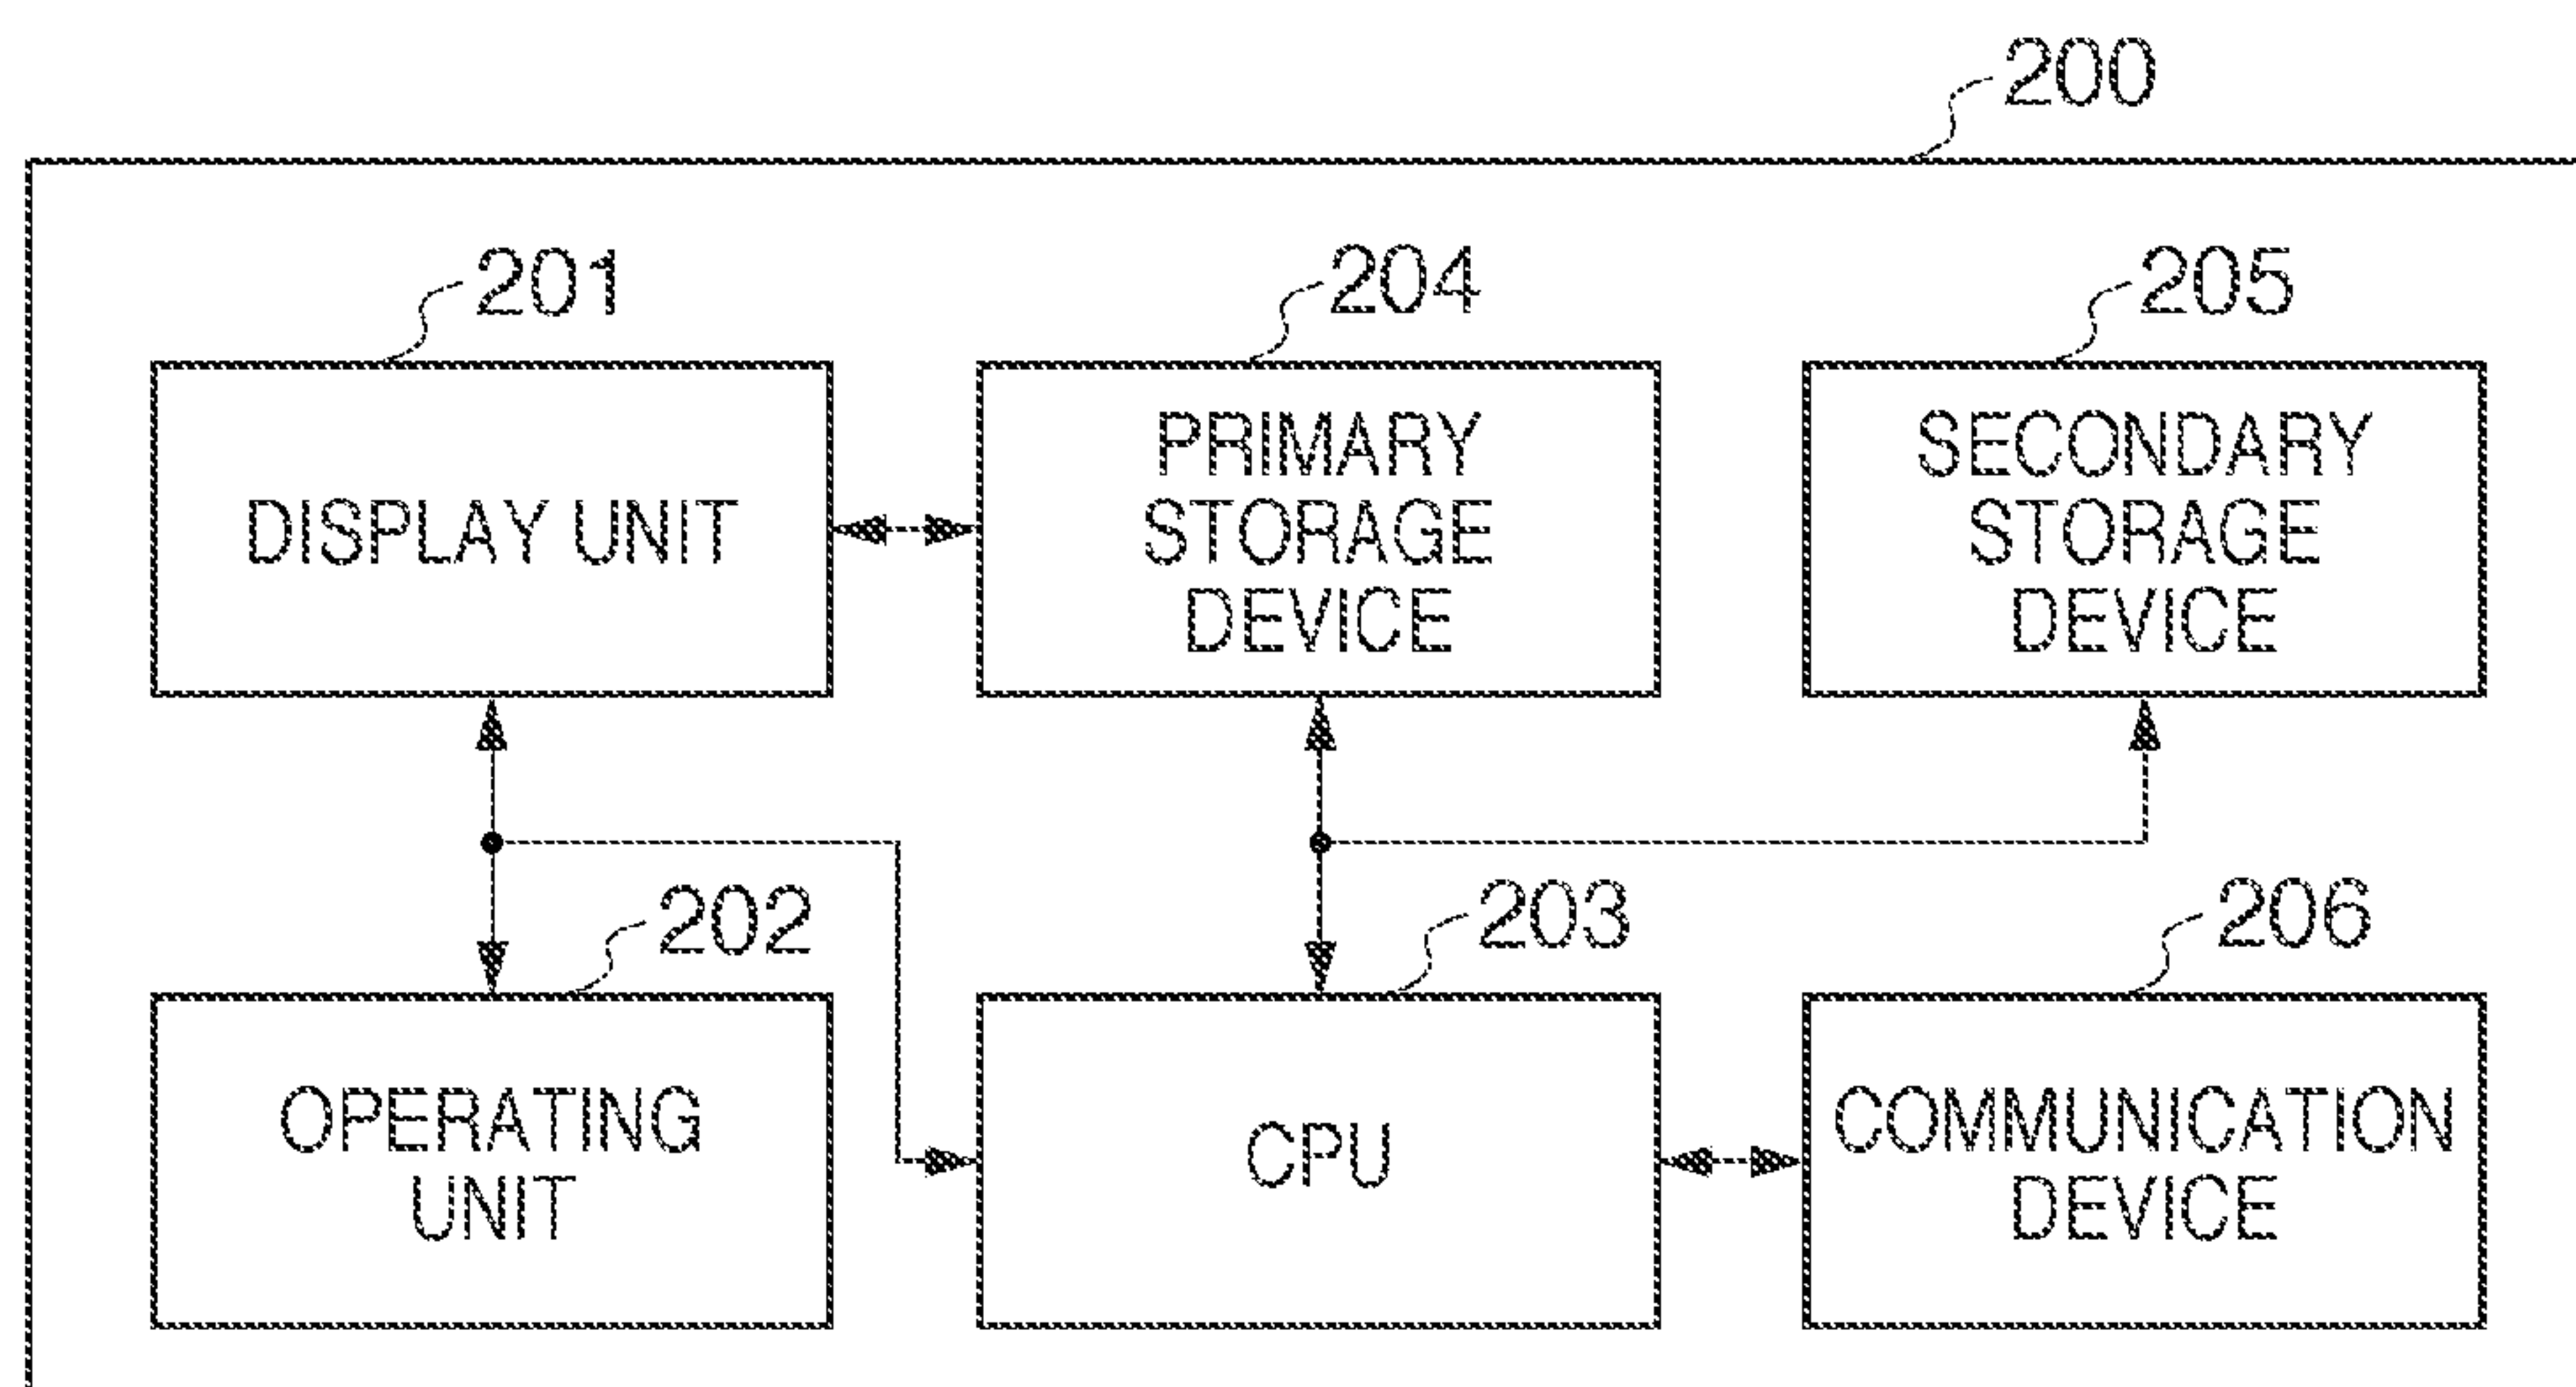 200
201
204
205
DISPLAY UNIT
PRIMARY
STORAGE
DEVICE
SECONDARY
STORAGE
DEVICE
202
203
206
OPERATING
UNIT
CPU
COMMUNICATION
DEVICE